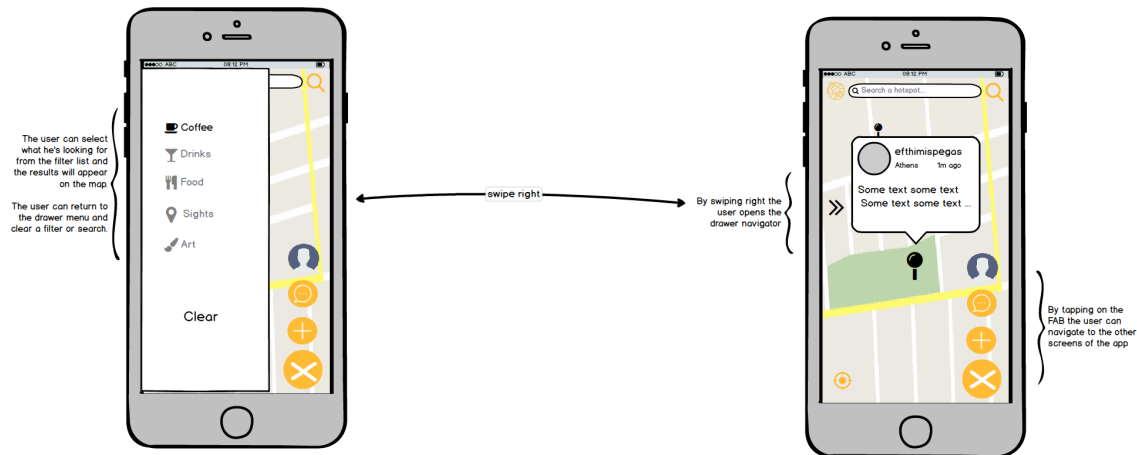 The user can select
what he's looking for
from the filter list and
the results will appear
on the map.
The user can return to
the drawer menu and
clear a filter or search.
ABC
08:12 PM
Coffee
Drinks
Food
Sights
Art
Clear
swipe right
By swiping right the
user opens the
drawer navigator
ABC
08:12 PM
Search a hotspot...
efthimispegas
Athens
1m ago
Some text some text
Some text some text ...
By tapping on the
FAB the user can
navigate to the other
screens of the app